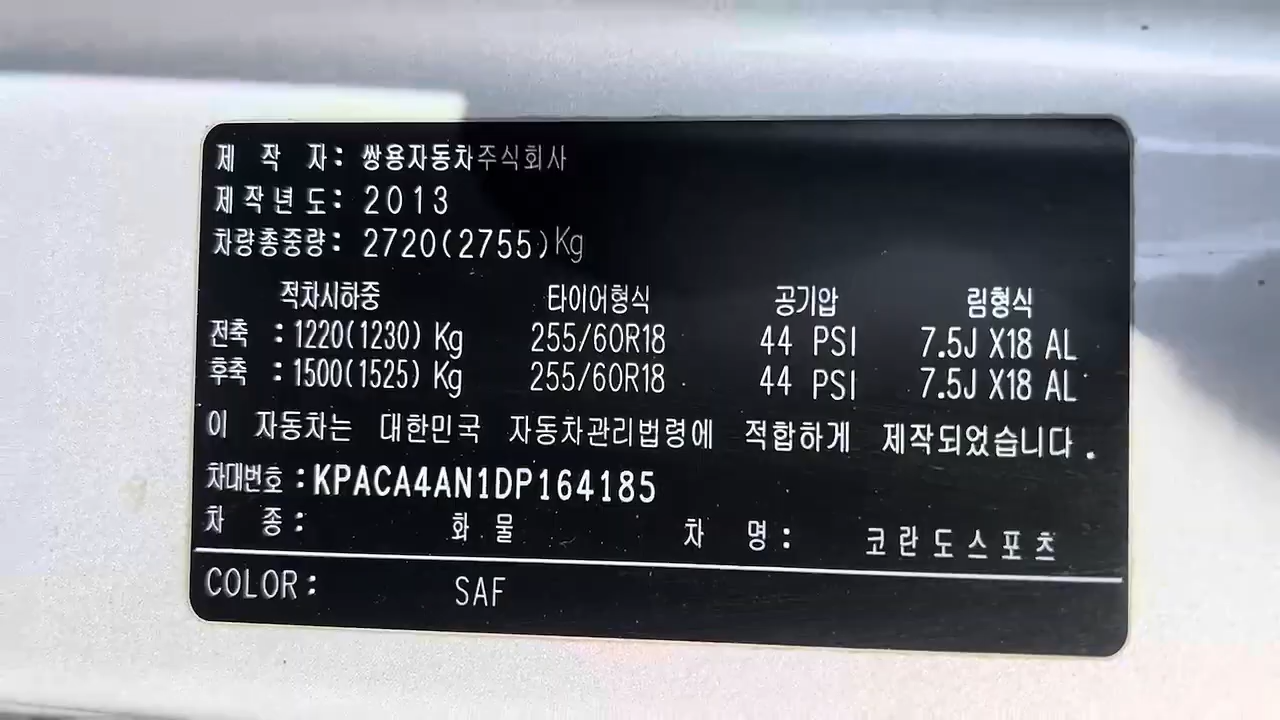 제 작 자: 쌍용자동차주식회사
제작년도: 2013
차량총중량: 2720(2755)Kg
적차시하중 타이어형식 공기압 림형식
전축 : 1220(1230) Kg 255/60R18 44 PSI 7.5J X18 AL
후축 : 1500(1525) Kg 255/60R18 44 PSI 7.5J X18 AL
이 자동차는 대한민국 자동차관리법령에 적합하게 제작되었습니다.
차대번호 : KPACA4AN1DP164185
차 종: 화 물 차 명: 코란도스포츠
COLOR: SAF